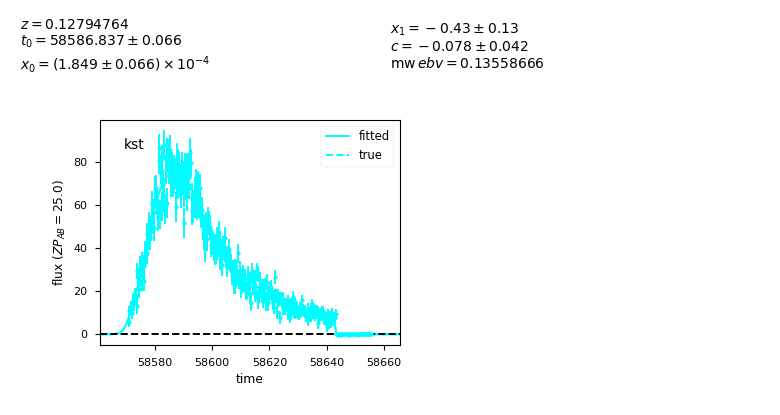 z = 0.12794764
t₀ = 58586.837 ± 0.066
x₀ = (1.849 ± 0.066) × 10⁻⁴
x₁ = −0.43 ± 0.13
c = −0.078 ± 0.042
mw ebv = 0.13558666
kst
fitted
true
flux (ZP_{AB} = 25.0)
80
60
40
20
0
58580 58600 58620 58640 58660
time